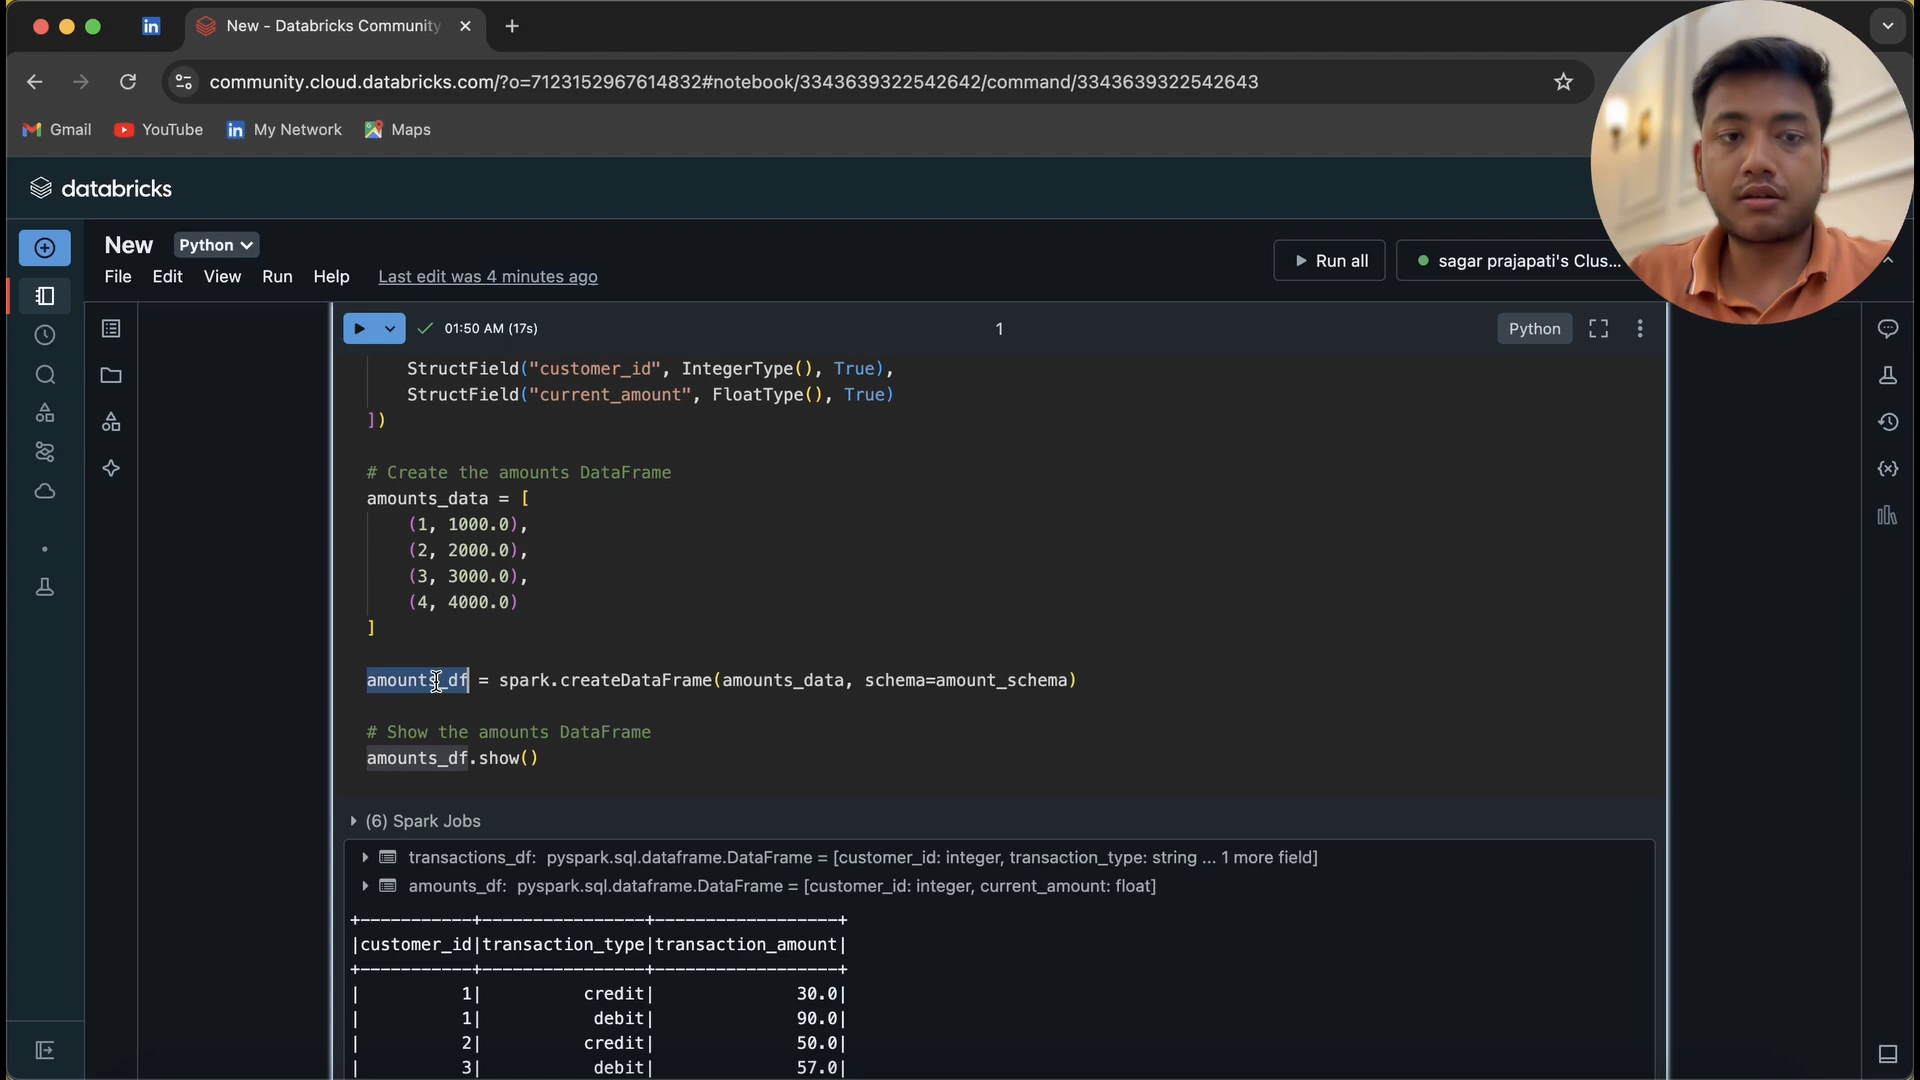 New - Databricks Community
community.cloud.databricks.com/?o=7123152967614832#notebook/3343639322542642/command/3343639322542643
Gmail YouTube My Network Maps
databricks
New Python
Run all sagar prajapati's Clus...
File Edit View Run Help Last edit was 4 minutes ago
01:50 AM (17s) 1 Python
StructField("customer_id", IntegerType(), True),
StructField("current_amount", FloatType(), True)
])
# Create the amounts DataFrame
amounts_data = [
(1, 1000.0),
(2, 2000.0),
(3, 3000.0),
(4, 4000.0)
]
amounts_df = spark.createDataFrame(amounts_data, schema=amount_schema)
# Show the amounts DataFrame
amounts_df.show()
(6) Spark Jobs
transactions_df: pyspark.sql.dataframe.DataFrame = [customer_id: integer, transaction_type: string ... 1 more field]
amounts_df: pyspark.sql.dataframe.DataFrame = [customer_id: integer, current_amount: float]
+-----------+----------------+------------------+
|customer_id|transaction_type|transaction_amount|
+-----------+----------------+------------------+
| 1| credit| 30.0|
| 1| debit| 90.0|
| 2| credit| 50.0|
| 3| debit| 57.0|